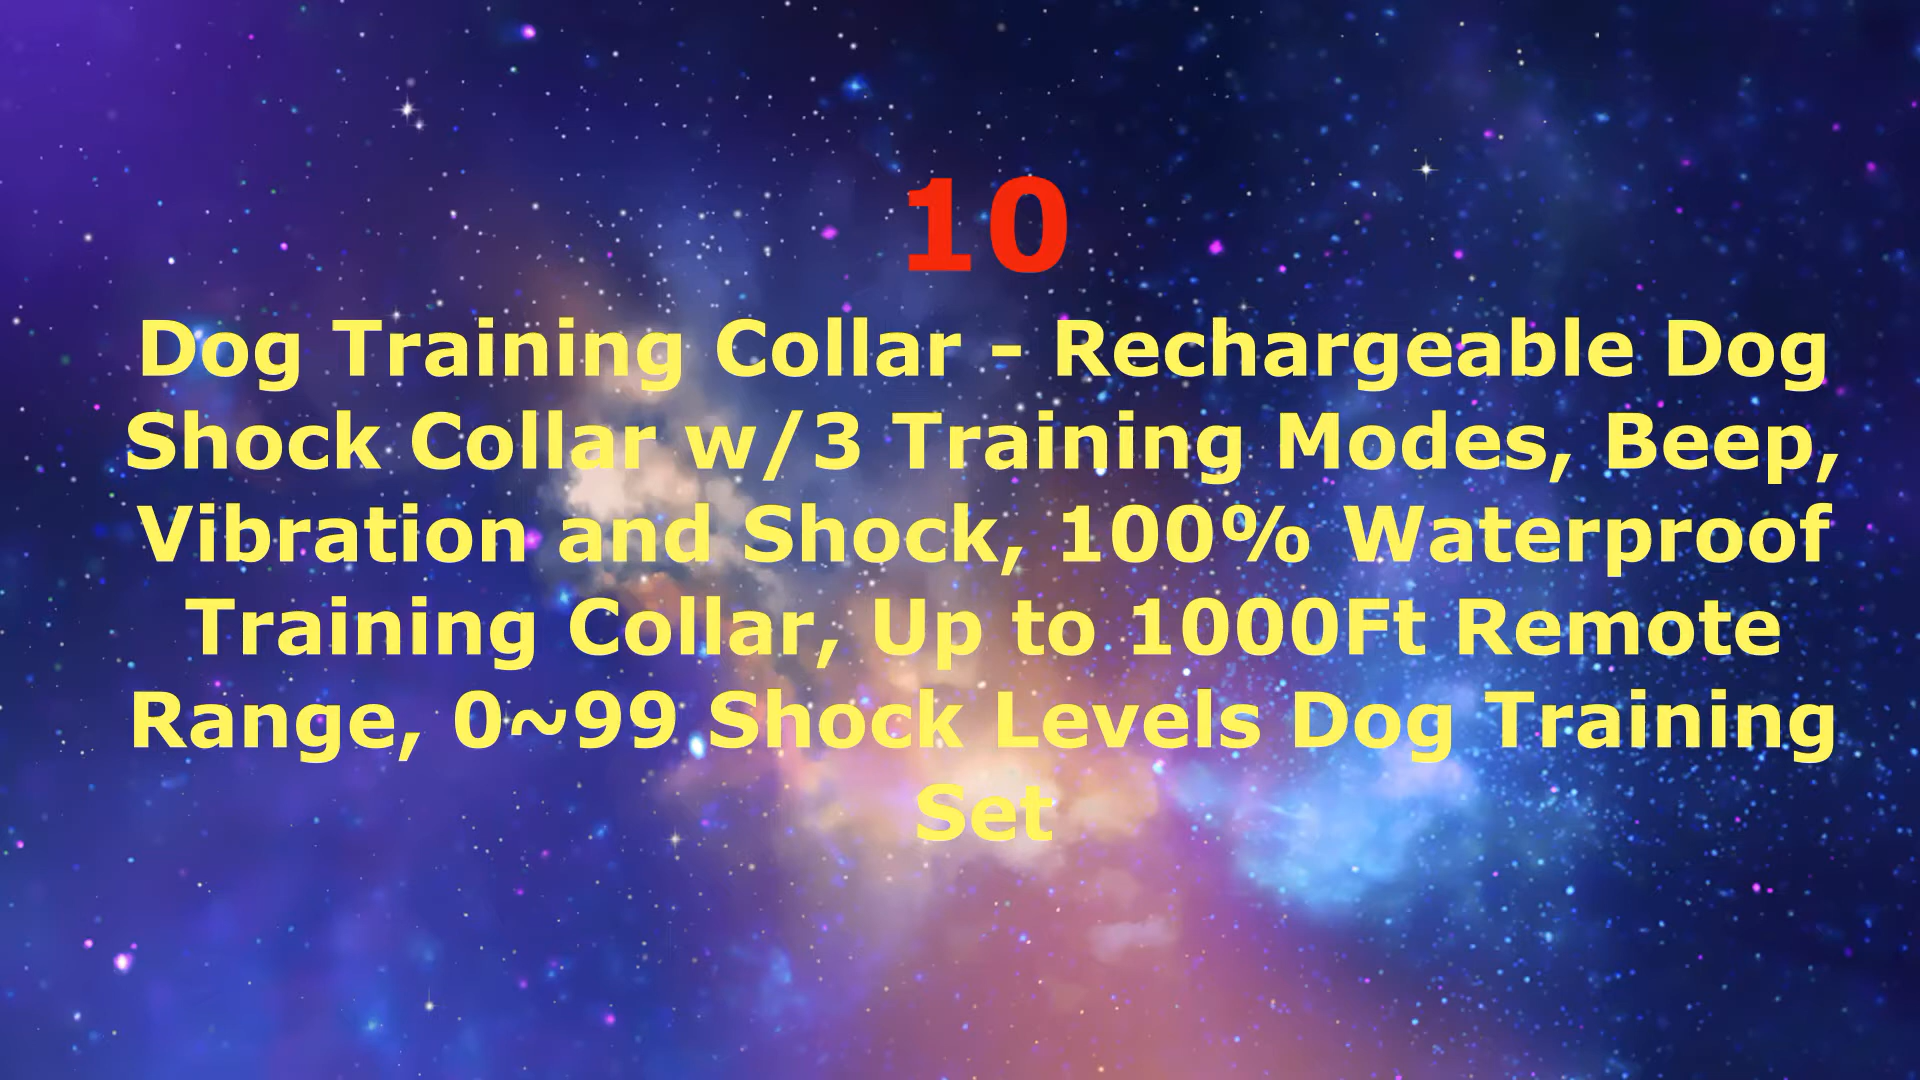 10
Dog Training Collar - Rechargeable Dog
Shock Collar w/3 Training Modes, Beep,
Vibration and Shock, 100% Waterproof
Training Collar, Up to 1000Ft Remote
Range, 0~99 Shock Levels Dog Training
Set